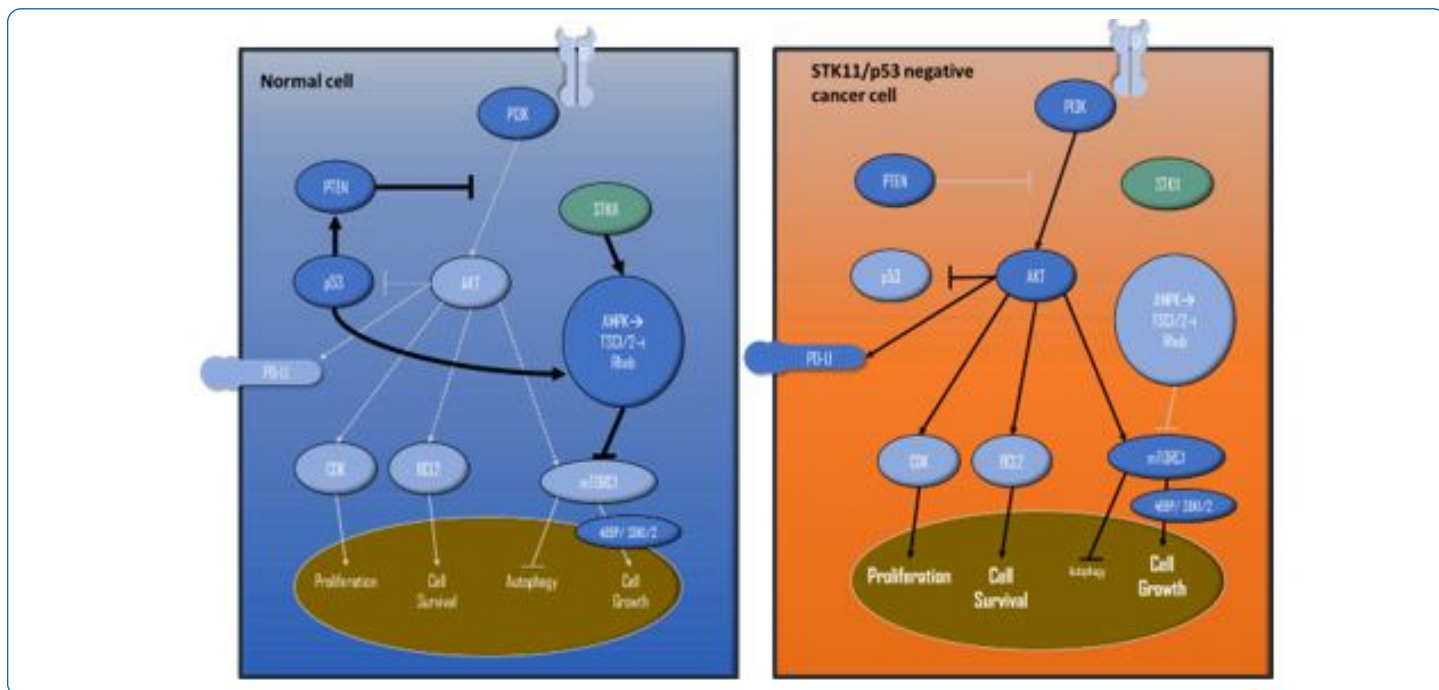 Normal cell
PI3K
PTEN
STK11
p53
AKT
AMPK→
TSC1/2⊣
Rheb
PD-L1
CDK
BCL2
mTORC1
4EBP/ S6K1/2
Proliferation
Cell
Survival
Autophagy
Cell
Growth
STK11/p53 negative
cancer cell
PI3K
PTEN
STK11
p53
AKT
AMPK→
TSC1/2⊣
Rheb
PD-L1
CDK
BCL2
mTORC1
4EBP/ S6K1/2
Proliferation
Cell
Survival
Autophagy
Cell
Growth